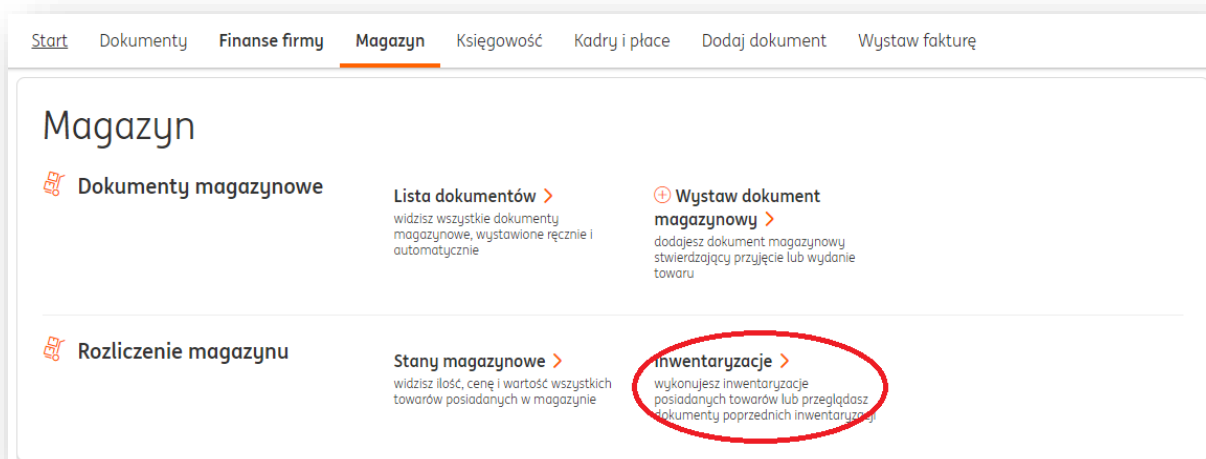 Start Dokumenty Finanse firmy Magazyn Księgowość Kadry i płace Dodaj dokument Wystaw fakturę
Magazyn
Dokumenty magazynowe
Lista dokumentów >
widzisz wszystkie dokumenty
magazynowe, wystawione ręcznie i
automatycznie
Wystaw dokument
magazynowy >
dodajesz dokument magazynowy
stwierdzający przyjęcie lub wydanie
towaru
Rozliczenie magazynu
Stany magazynowe >
widzisz ilość, cenę i wartość wszystkich
towarów posiadanych w magazynie
Inwentaryzacje >
wykonujesz inwentaryzacje
posiadanych towarów lub przeglądasz
dokumenty poprzednich inwentaryzacji